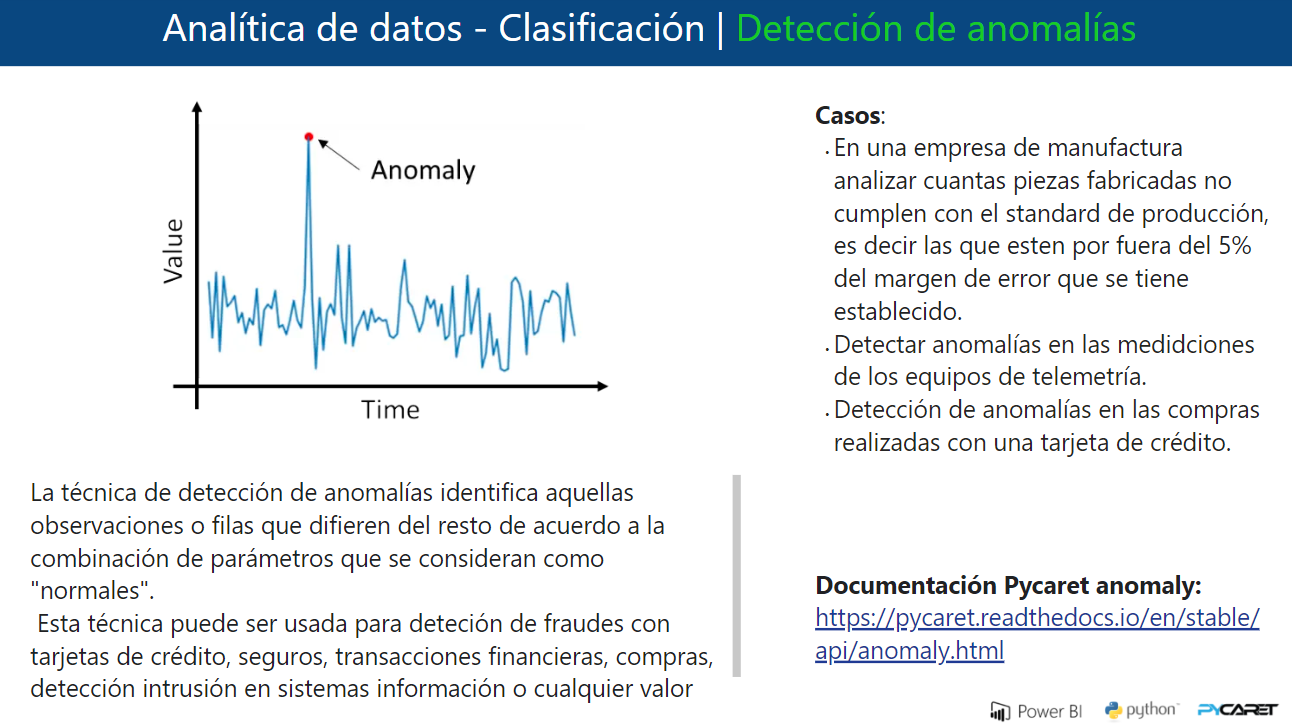 Analítica de datos - Clasificación | Detección de anomalías
Anomaly
Value
Time
La técnica de detección de anomalías identifica aquellas
observaciones o filas que difieren del resto de acuerdo a la
combinación de parámetros que se consideran como
"normales".
Esta técnica puede ser usada para deteción de fraudes con
tarjetas de crédito, seguros, transacciones financieras, compras,
detección intrusión en sistemas información o cualquier valor
Casos:
· En una empresa de manufactura
analizar cuantas piezas fabricadas no
cumplen con el standard de producción,
es decir las que esten por fuera del 5%
del margen de error que se tiene
establecido.
· Detectar anomalías en las medidciones
de los equipos de telemetría.
· Detección de anomalías en las compras
realizadas con una tarjeta de crédito.
Documentación Pycaret anomaly:
https://pycaret.readthedocs.io/en/stable/
api/anomaly.html
Power BI
python™
PYCARET